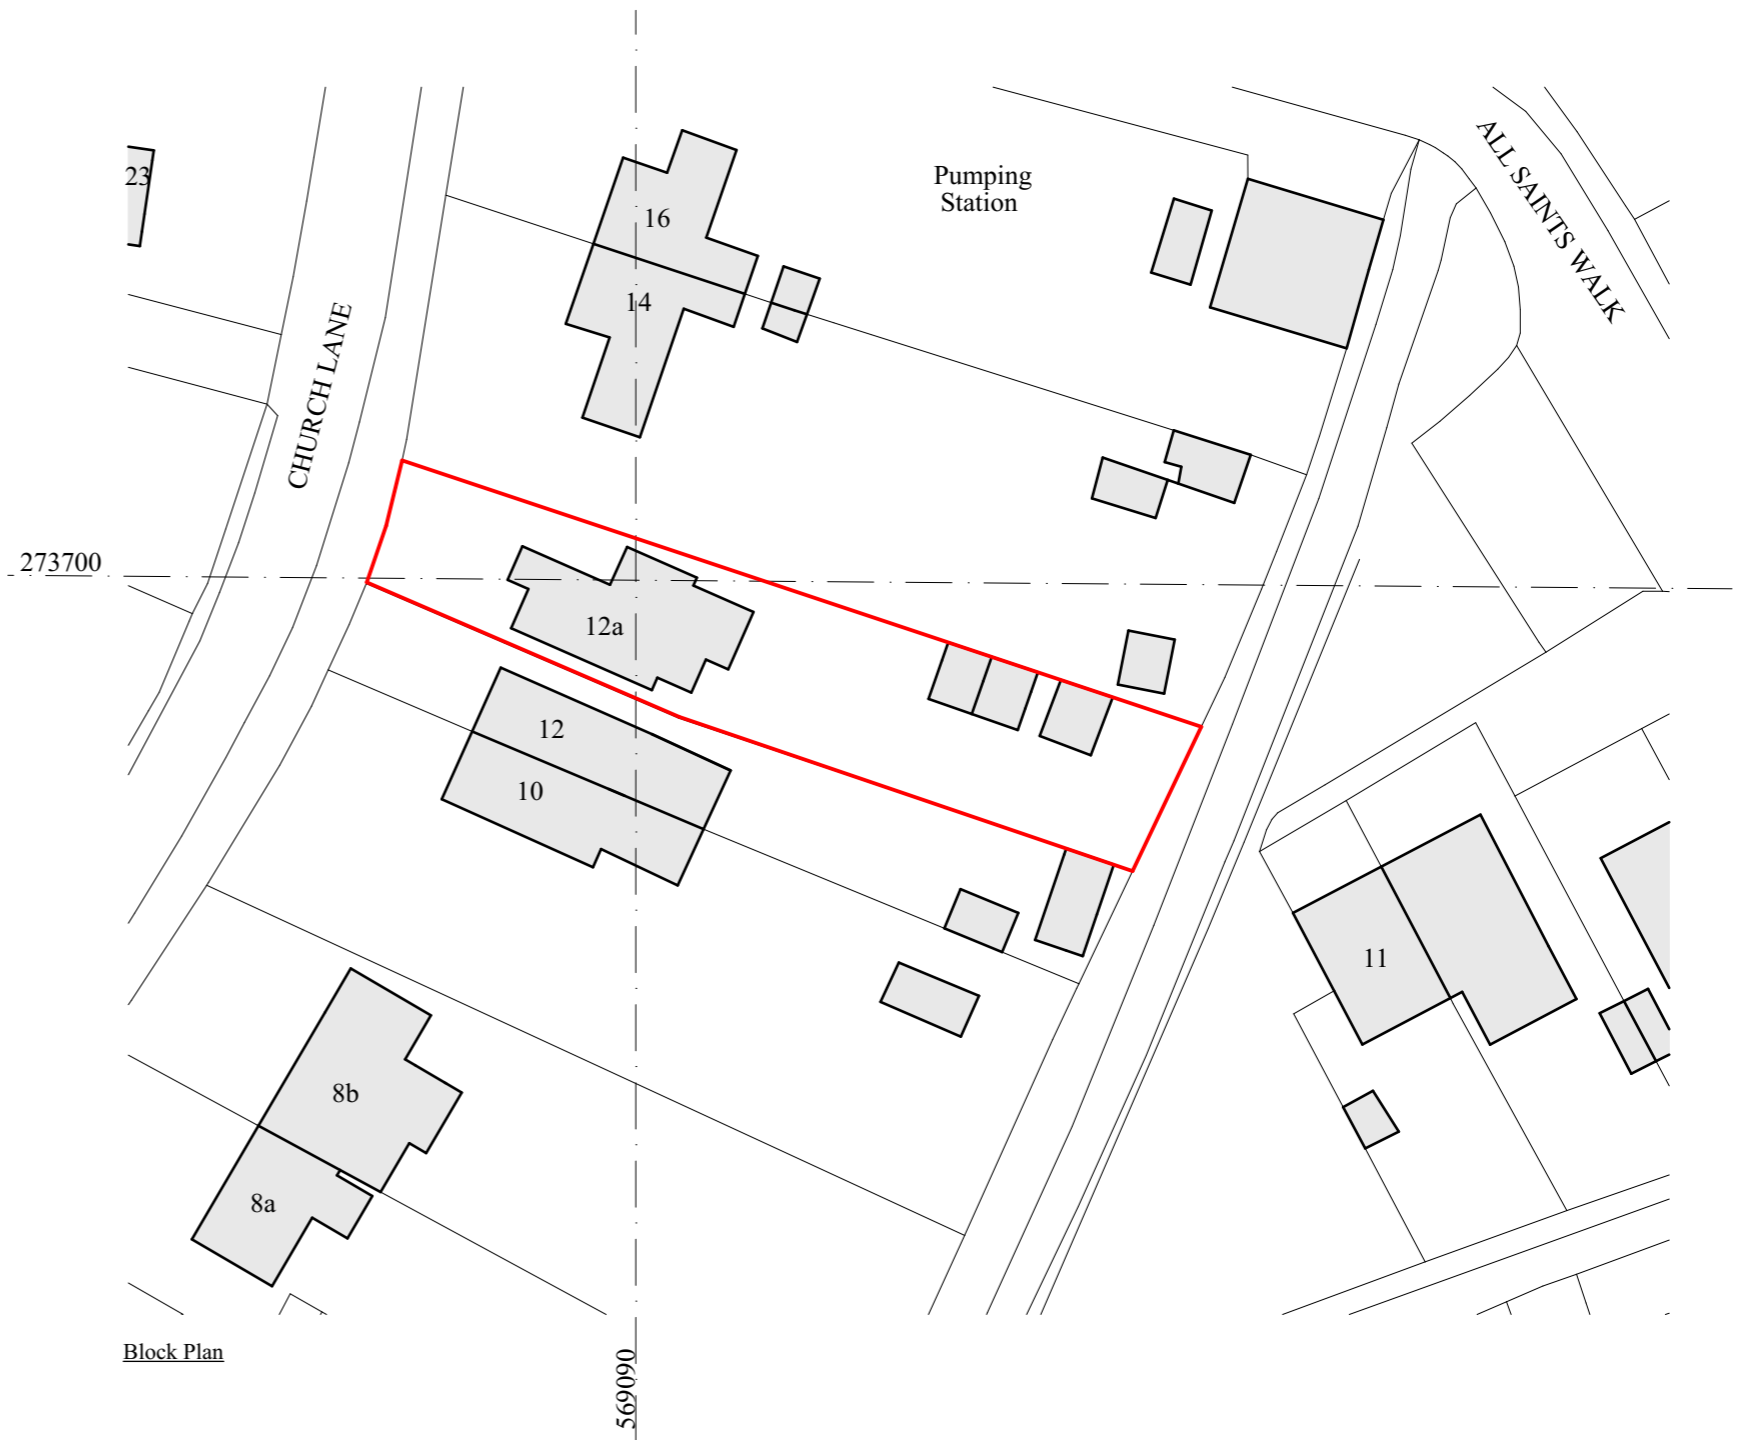 23
16
Pumping
Station
ALL SAINTS WALK
14
CHURCH LANE
273700
12a
12
10
11
8b
8a
Block Plan
569090